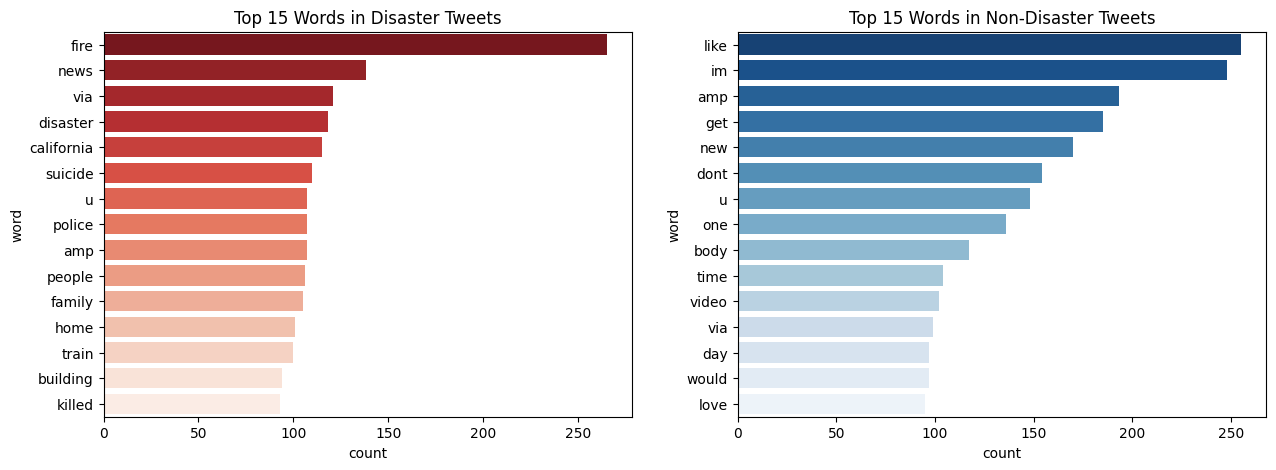 Top 15 Words in Disaster Tweets
word
fire
news
via
disaster
california
suicide
u
police
amp
people
family
home
train
building
killed
0 50 100 150 200 250
count
Top 15 Words in Non-Disaster Tweets
word
like
im
amp
get
new
dont
u
one
body
time
video
via
day
would
love
0 50 100 150 200 250
count